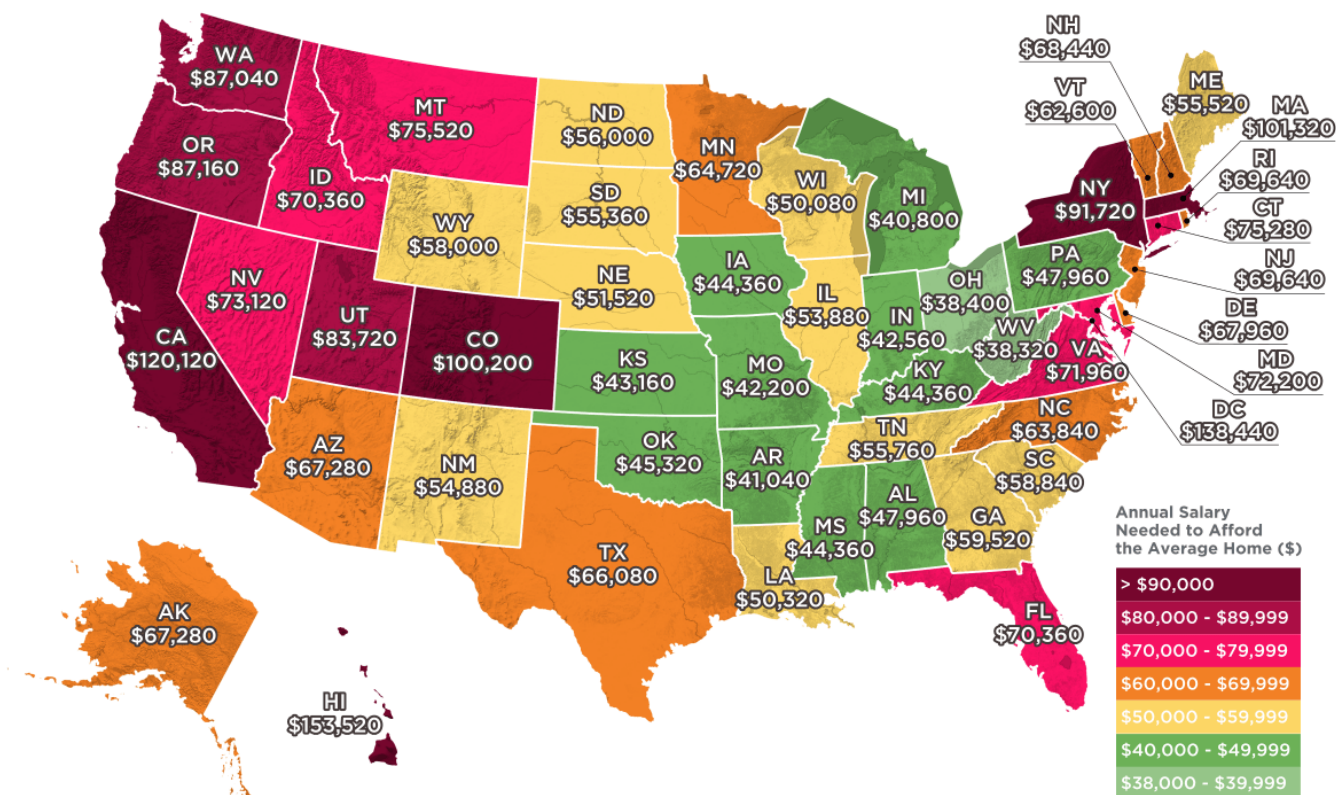 WA
$87,040
OR
$87,160
CA
$120,120
ID
$70,360
NV
$73,120
MT
$75,520
WY
$58,000
UT
$83,720
CO
$100,200
AZ
$67,280
NM
$54,880
ND
$56,000
SD
$55,360
NE
$51,520
KS
$43,160
OK
$45,320
TX
$66,080
MN
$64,720
IA
$44,360
MO
$42,200
AR
$41,040
LA
$50,320
WI
$50,080
IL
$53,880
MI
$40,800
IN
$42,560
OH
$38,400
WV
$38,320
KY
$44,360
TN
$55,760
MS
$44,360
AL
$47,960
GA
$59,520
SC
$58,840
NC
$63,840
VA
$71,960
FL
$70,360
PA
$47,960
NY
$91,720
NH
$68,440
VT
$62,600
ME
$55,520
MA
$101,320
RI
$69,640
CT
$75,280
NJ
$69,640
DE
$67,960
MD
$72,200
DC
$138,440
AK
$67,280
HI
$153,520
Annual Salary
Needed to Afford
the Average Home ($)
> $90,000
$80,000 - $89,999
$70,000 - $79,999
$60,000 - $69,999
$50,000 - $59,999
$40,000 - $49,999
$38,000 - $39,999